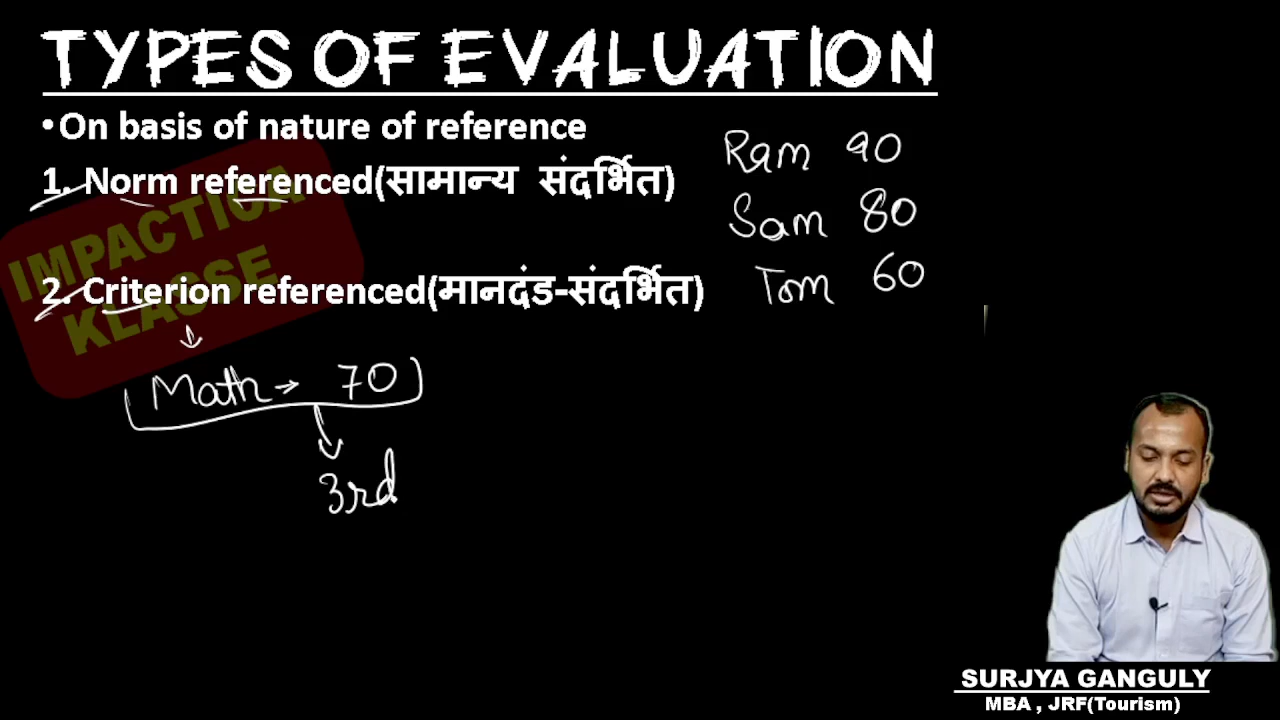 TYPES OF EVALUATION
•On basis of nature of reference
1. Norm referenced(सामान्य संदर्भित)
2. Criterion referenced(मानदंड-संदर्भित)
Math → 70
3rd
Ram 90
Sam 80
Tom 60
IMPACTICA
KLASSE
SURJYA GANGULY
MBA , JRF(Tourism)